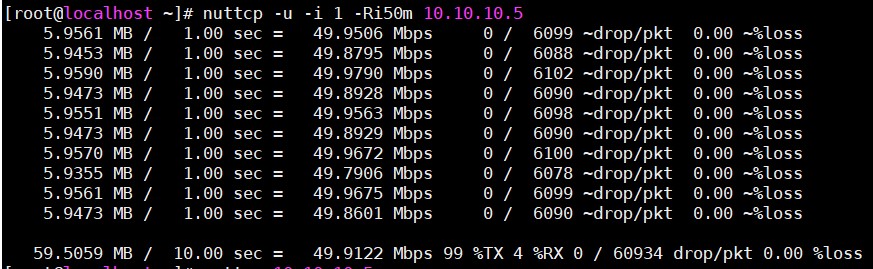 [root@localhost ~]# nuttcp -u -i 1 -Ri50m 10.10.10.5
5.9561 MB / 1.00 sec = 49.9506 Mbps 0 / 6099 ~drop/pkt 0.00 ~%loss
5.9453 MB / 1.00 sec = 49.8795 Mbps 0 / 6088 ~drop/pkt 0.00 ~%loss
5.9590 MB / 1.00 sec = 49.9790 Mbps 0 / 6102 ~drop/pkt 0.00 ~%loss
5.9473 MB / 1.00 sec = 49.8928 Mbps 0 / 6090 ~drop/pkt 0.00 ~%loss
5.9551 MB / 1.00 sec = 49.9563 Mbps 0 / 6098 ~drop/pkt 0.00 ~%loss
5.9473 MB / 1.00 sec = 49.8929 Mbps 0 / 6090 ~drop/pkt 0.00 ~%loss
5.9570 MB / 1.00 sec = 49.9672 Mbps 0 / 6100 ~drop/pkt 0.00 ~%loss
5.9355 MB / 1.00 sec = 49.7906 Mbps 0 / 6078 ~drop/pkt 0.00 ~%loss
5.9561 MB / 1.00 sec = 49.9675 Mbps 0 / 6099 ~drop/pkt 0.00 ~%loss
5.9473 MB / 1.00 sec = 49.8601 Mbps 0 / 6090 ~drop/pkt 0.00 ~%loss
59.5059 MB / 10.00 sec = 49.9122 Mbps 99 %TX 4 %RX 0 / 60934 drop/pkt 0.00 %loss